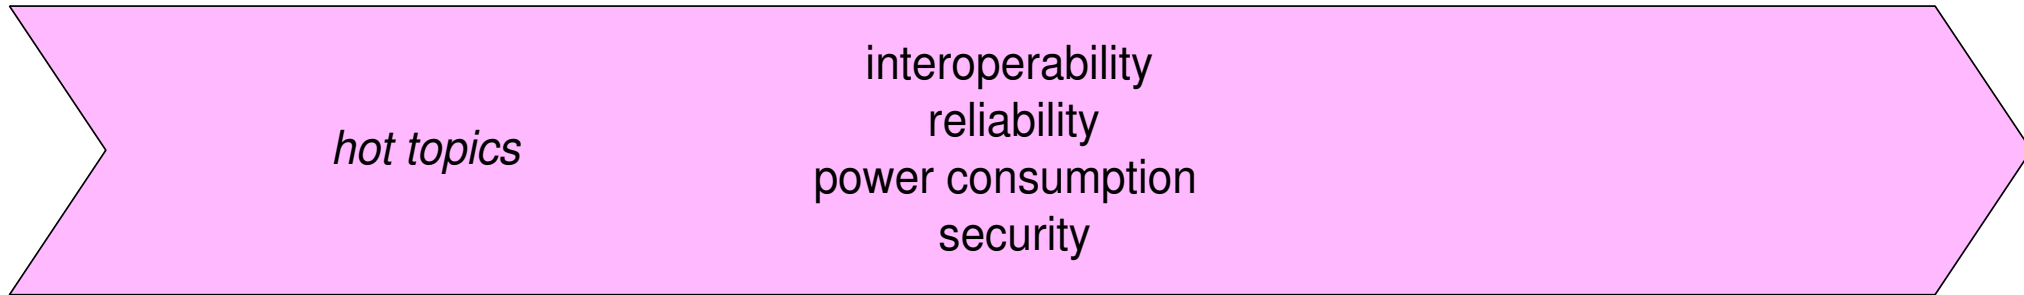 hot topics
interoperability
reliability
power consumption
security